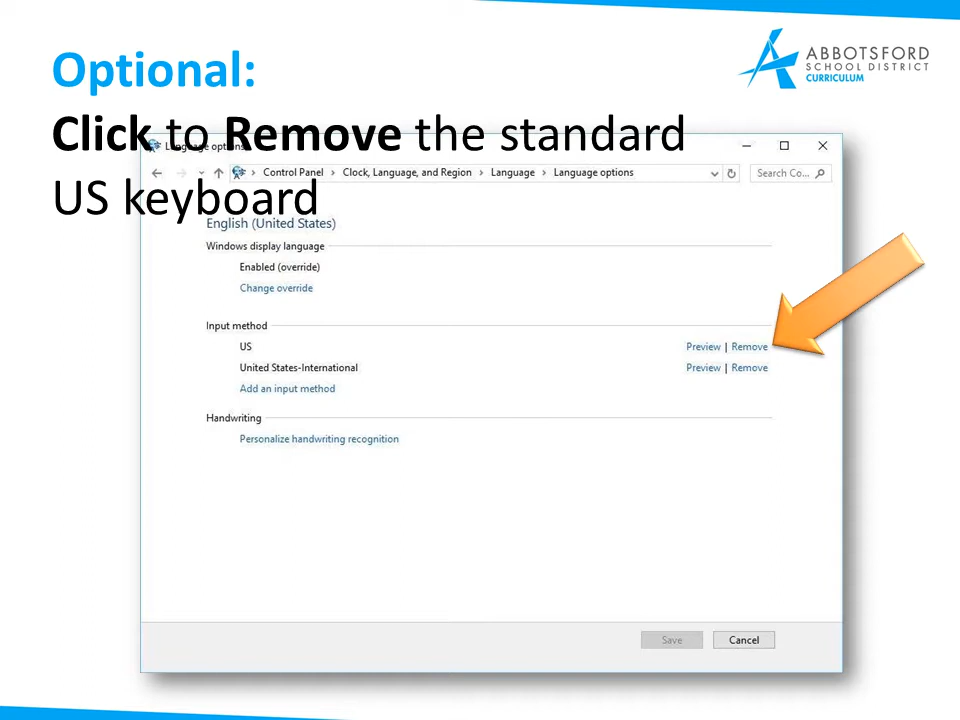 Optional:
ABBOTSFORD
SCHOOL DISTRICT
CURRICULUM
Click to Remove the standard
US keyboard
Language options
Control Panel › Clock, Language, and Region › Language › Language options
Search Co...
English (United States)
Windows display language
Enabled (override)
Change override
Input method
US Preview | Remove
United States-International Preview | Remove
Add an input method
Handwriting
Personalize handwriting recognition
Save Cancel